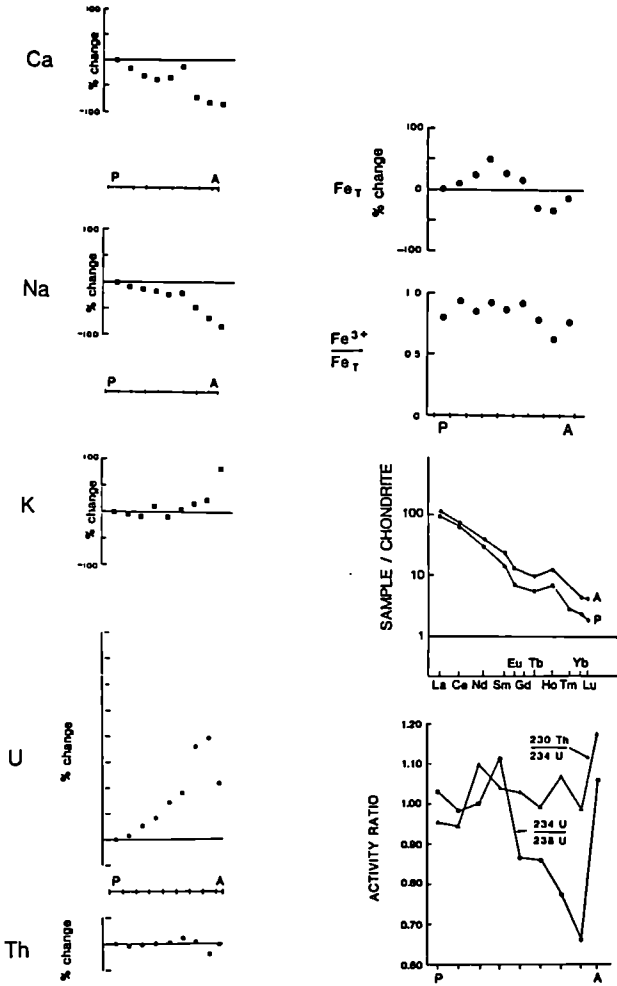 Ca
% change
100
-100
P A
Na
% change
100
-100
P A
K
% change
100
-100
U
% change
P A
Th
% change
FeT
% change
100
0
-100
Fe3+
FeT
1.0
0.5
0
P A
SAMPLE / CHONDRITE
100
10
1
A
P
Eu Tb Yb
La Ce Nd Sm Gd Ho Tm Lu
ACTIVITY RATIO
1.20
1.10
1.00
0.90
0.80
0.70
0.60
230 Th
234 U
234 U
238 U
P A